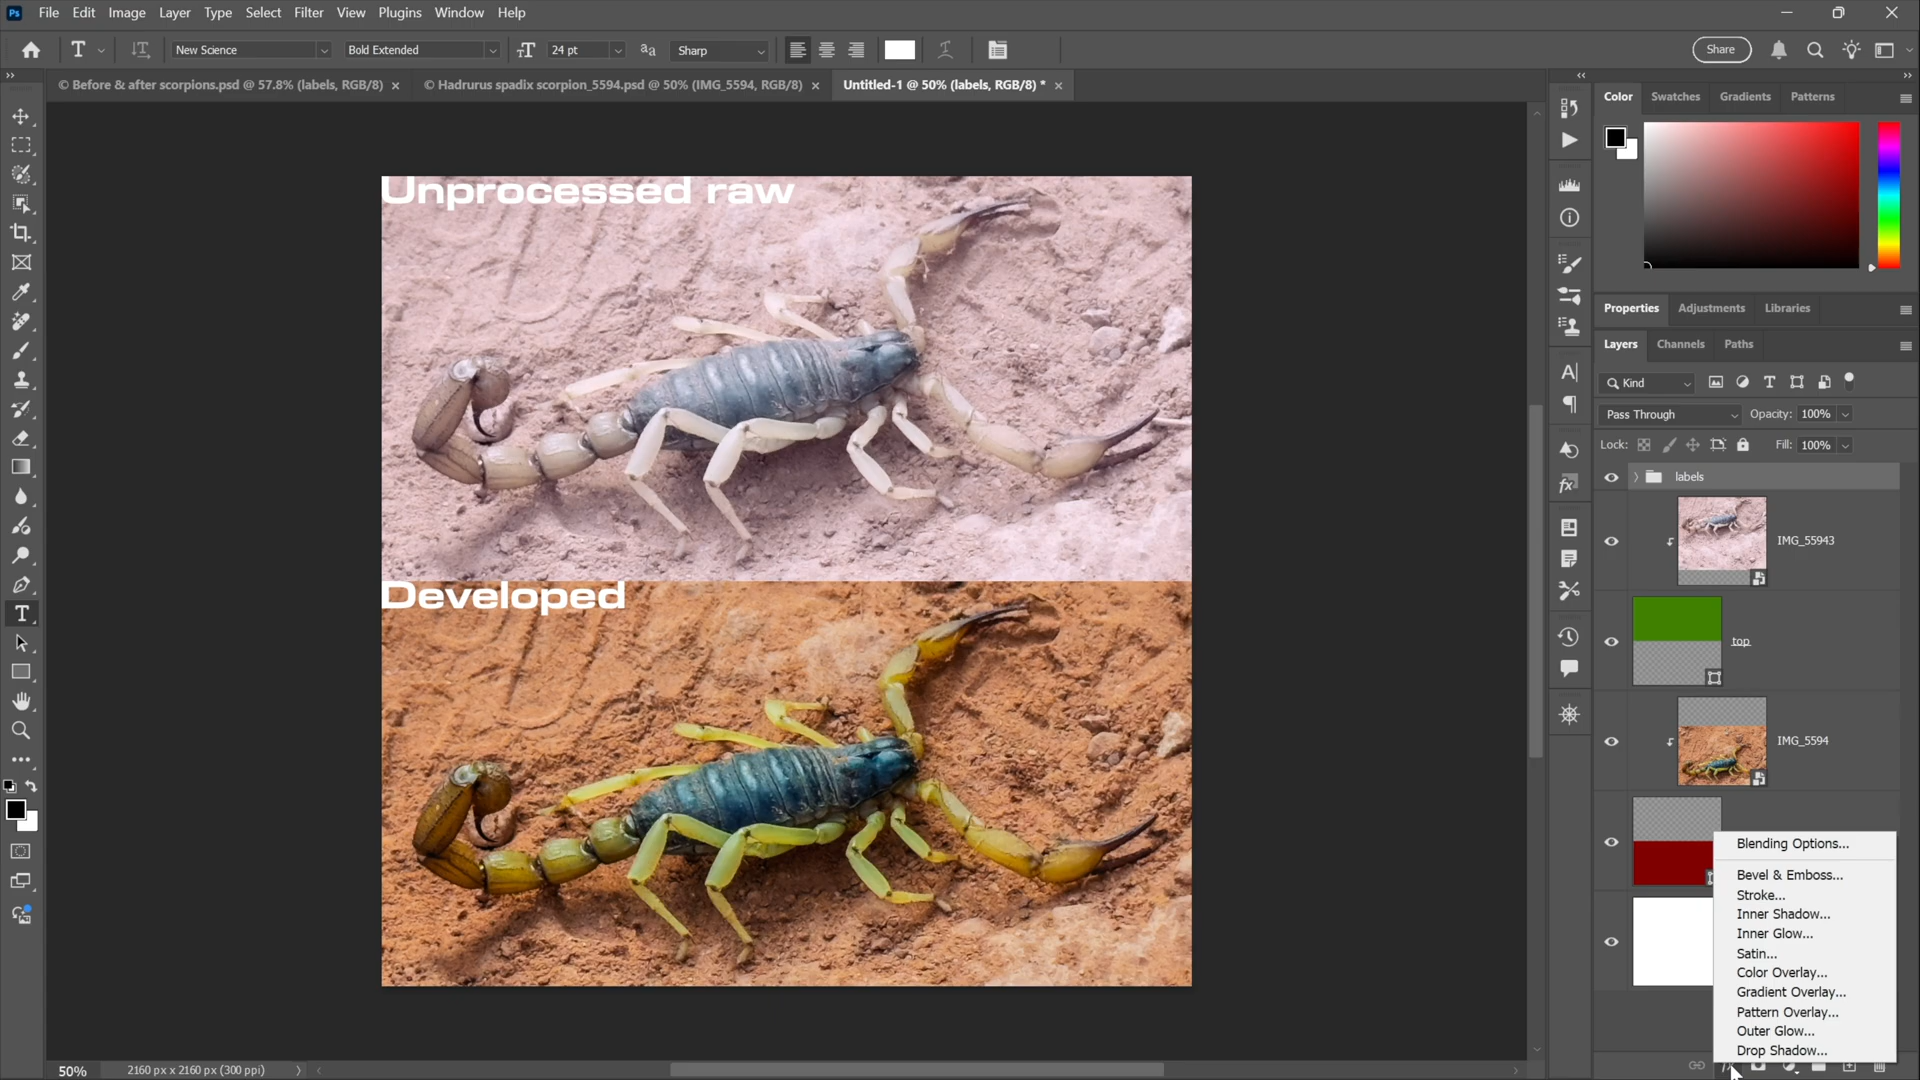 Ps File Edit Image Layer Type Select Filter View Plugins Window Help
T New Science Bold Extended 24 pt aa Sharp Share
© Before & after scorpions.psd @ 57.8% (labels, RGB/8) × © Hadrurus spadix scorpion_5594.psd @ 50% (IMG_5594, RGB/8) × Untitled-1 @ 50% (labels, RGB/8) * ×
Color Swatches Gradients Patterns
Unprocessed raw
Developed
Properties Adjustments Libraries
Layers Channels Paths
Kind
Pass Through Opacity: 100%
Lock: Fill: 100%
labels
IMG_55943
top
IMG_5594
Blending Options...
Bevel & Emboss...
Stroke...
Inner Shadow...
Inner Glow...
Satin...
Color Overlay...
Gradient Overlay...
Pattern Overlay...
Outer Glow...
Drop Shadow...
50% 2160 px x 2160 px (300 ppi)